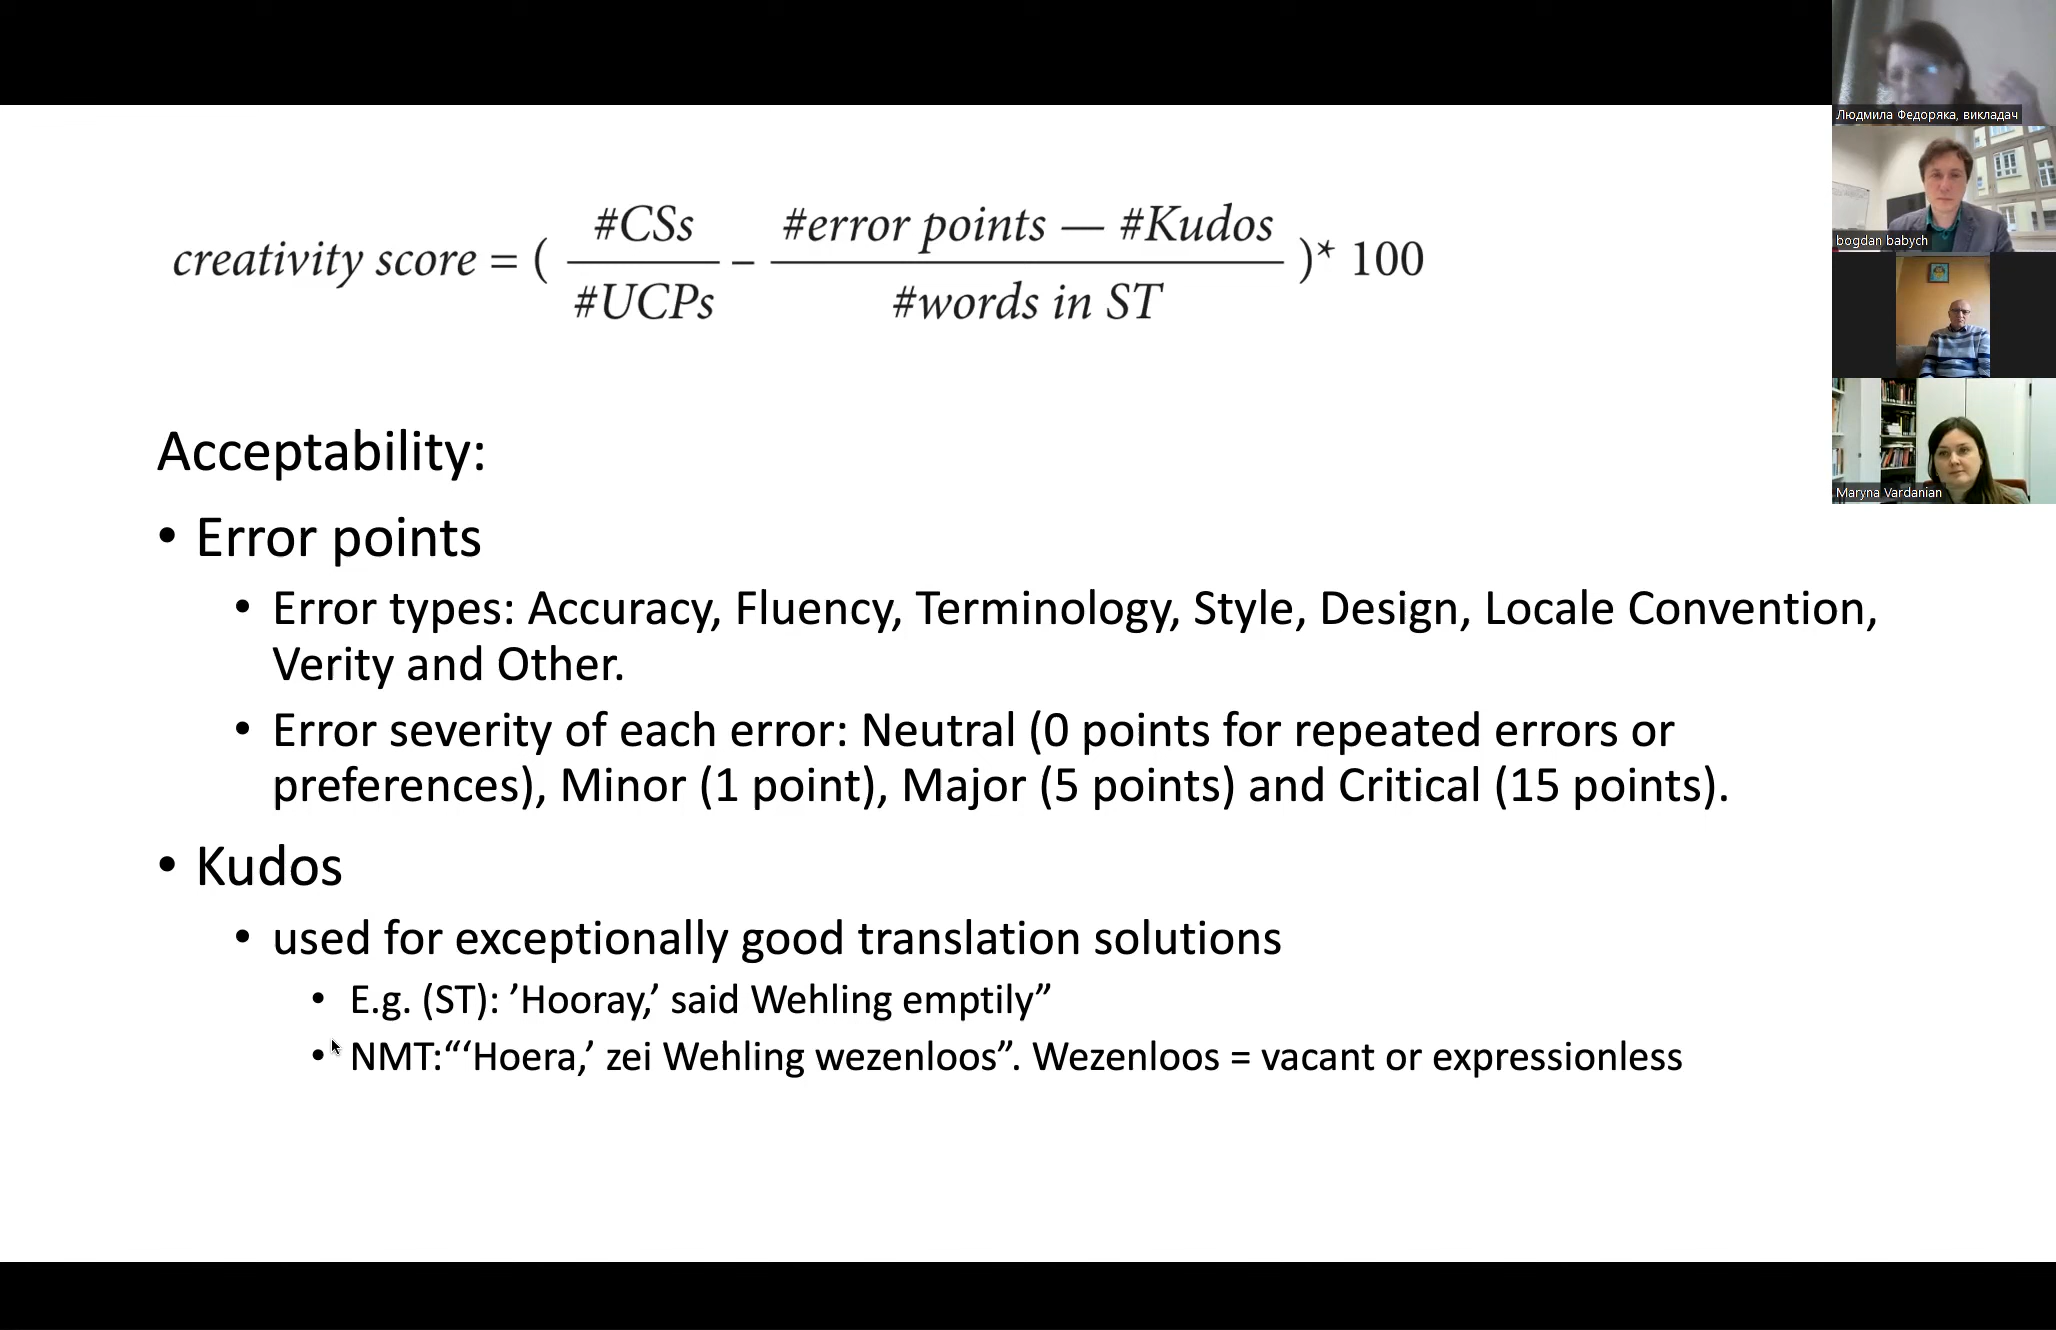 creativity score = ( #CSs / #UCPs – #error points — #Kudos / #words in ST )* 100
Acceptability:
• Error points
• Error types: Accuracy, Fluency, Terminology, Style, Design, Locale Convention,
Verity and Other.
• Error severity of each error: Neutral (0 points for repeated errors or
preferences), Minor (1 point), Major (5 points) and Critical (15 points).
• Kudos
• used for exceptionally good translation solutions
• E.g. (ST): ’Hooray,’ said Wehling emptily”
• NMT:“‘Hoera,’ zei Wehling wezenloos”. Wezenloos = vacant or expressionless
Людмила Федоряка, викладач
bogdan babych
Maryna Vardanian